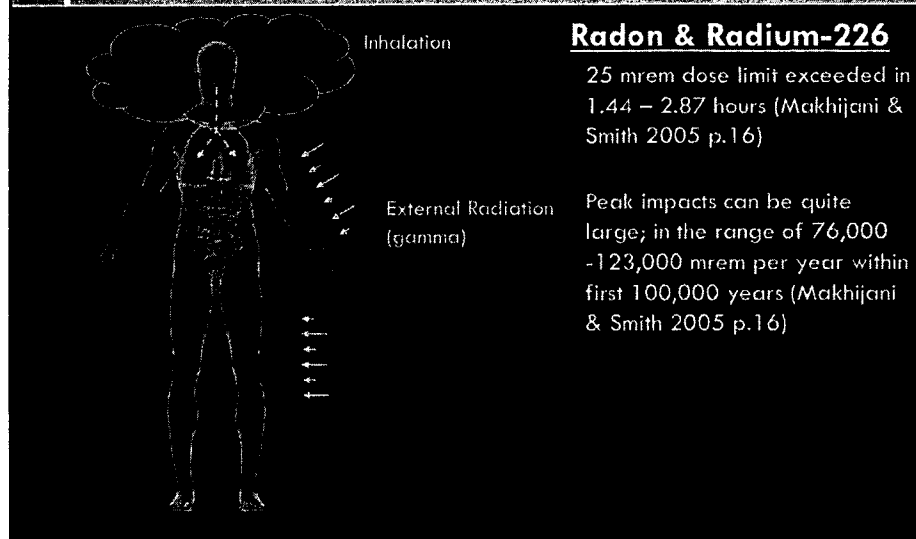 Inhalation
External Radiation
(gamma)
Radon & Radium-226
25 mrem dose limit exceeded in
1.44 – 2.87 hours (Makhijani &
Smith 2005 p.16)
Peak impacts can be quite
large; in the range of 76,000
-123,000 mrem per year within
first 100,000 years (Makhijani
& Smith 2005 p.16)